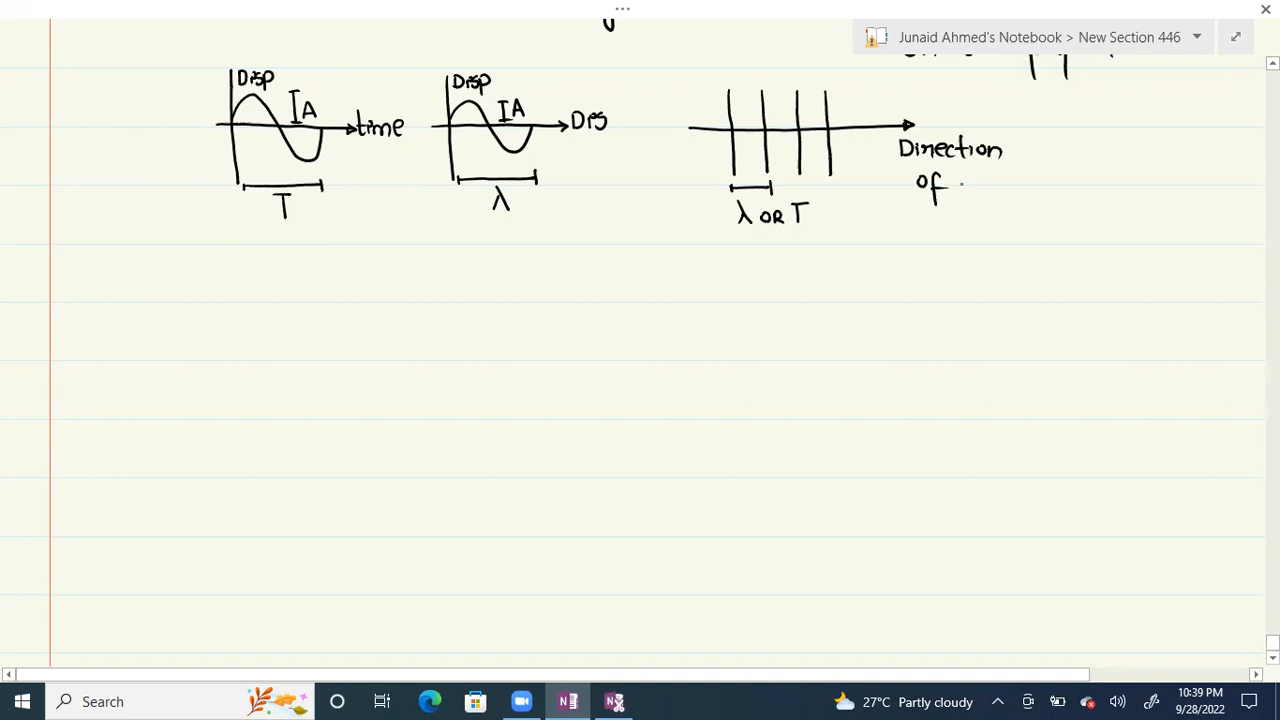 Junaid Ahmed's Notebook > New Section 446
Disp
A
time
T
Disp
A
Dis
λ
λ OR T
Direction
of
Search
27°C Partly cloudy
10:39 PM
9/28/2022